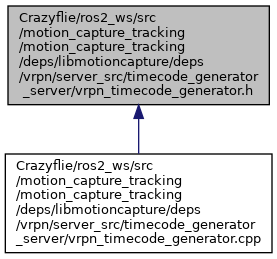 Crazyflie/ros2_ws/src
/motion_capture_tracking
/motion_capture_tracking
/deps/libmotioncapture/deps
/vrpn/server_src/timecode_generator
_server/vrpn_timecode_generator.h
Crazyflie/ros2_ws/src
/motion_capture_tracking
/motion_capture_tracking
/deps/libmotioncapture/deps
/vrpn/server_src/timecode_generator
_server/vrpn_timecode_generator.cpp